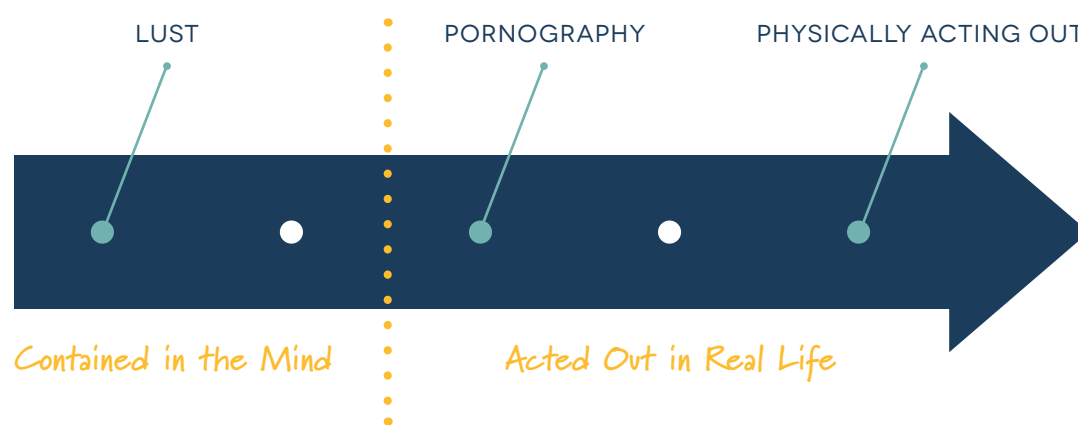 LUST
PORNOGRAPHY
PHYSICALLY ACTING OUT
Contained in the Mind
Acted Out in Real Life